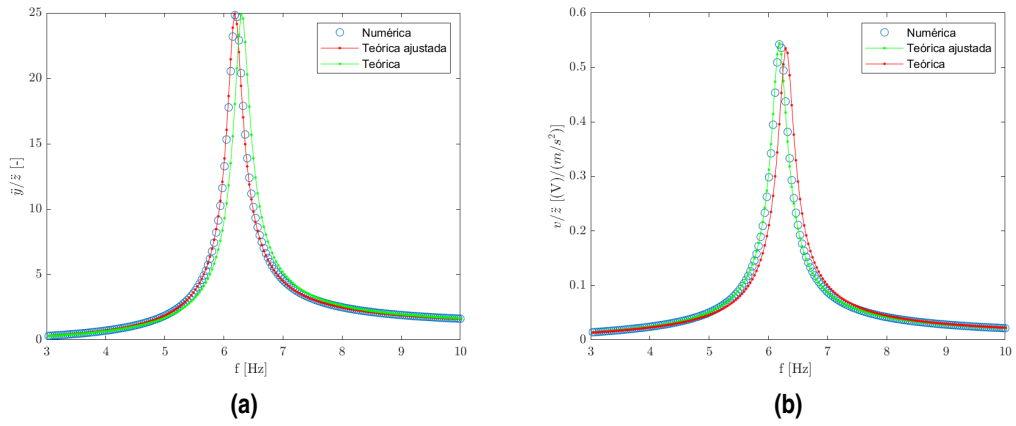 25
20
15
10
5
0
3 4 5 6 7 8 9 10
f [Hz]
ÿ/z̈ [-]
Numérica
Teórica ajustada
Teórica
(a)
0.6
0.5
0.4
0.3
0.2
0.1
0
3 4 5 6 7 8 9 10
f [Hz]
v/z̈ [(V)/(m/s²)]
Numérica
Teórica ajustada
Teórica
(b)